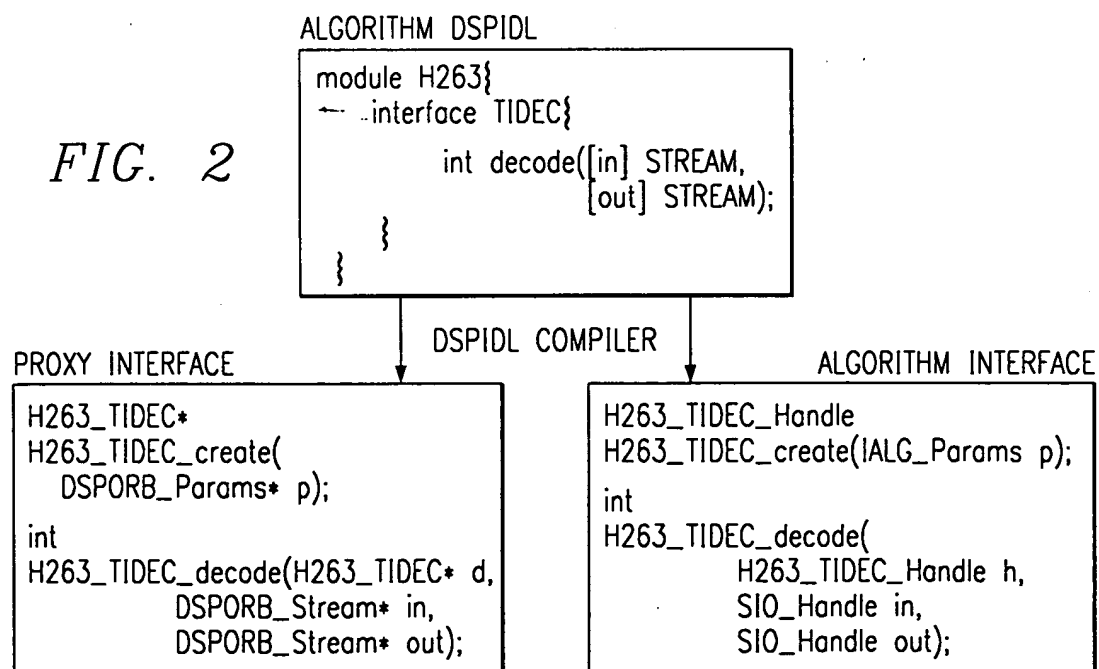 ALGORITHM DSPIDL
module H263{
interface TIDEC{
int decode([in] STREAM,
[out] STREAM);
}
}
FIG. 2
DSPIDL COMPILER
PROXY INTERFACE
H263_TIDEC*
H263_TIDEC_create(
DSPORB_Params* p);
int
H263_TIDEC_decode(H263_TIDEC* d,
DSPORB_Stream* in,
DSPORB_Stream* out);
ALGORITHM INTERFACE
H263_TIDEC_Handle
H263_TIDEC_create(IALG_Params p);
int
H263_TIDEC_decode(
H263_TIDEC_Handle h,
SIO_Handle in,
SIO_Handle out);